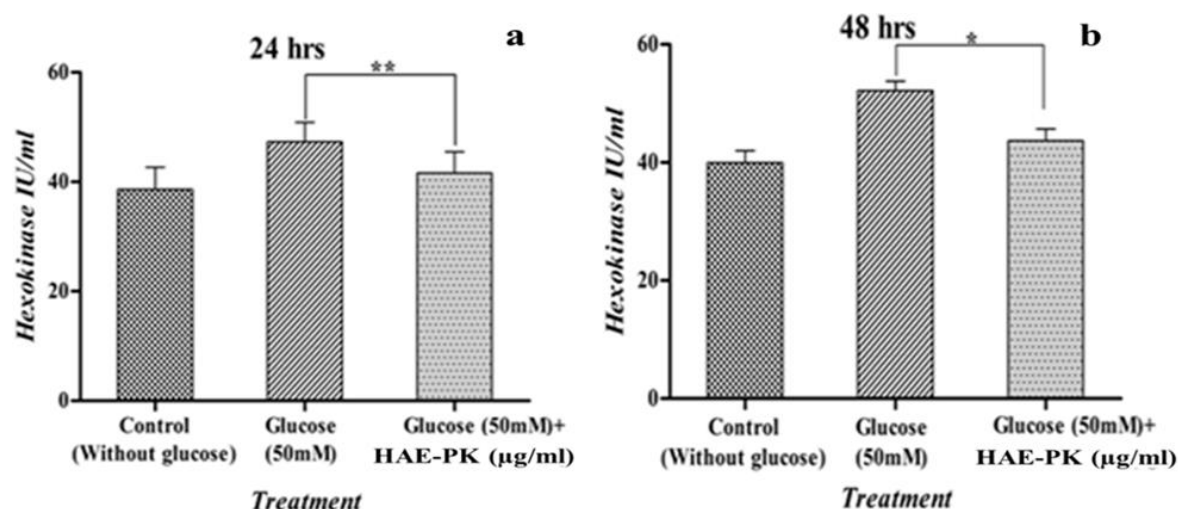 24 hrs
a
60
40
20
0
Hexokinase IU/ml
**
Control
(Without glucose)
Glucose
(50mM)
Glucose (50mM)+
HAE-PK (µg/ml)
Treatment
48 hrs
b
60
40
20
0
Hexokinase IU/ml
*
Control
(Without glucose)
Glucose
(50mM)
Glucose (50mM)+
HAE-PK (µg/ml)
Treatment